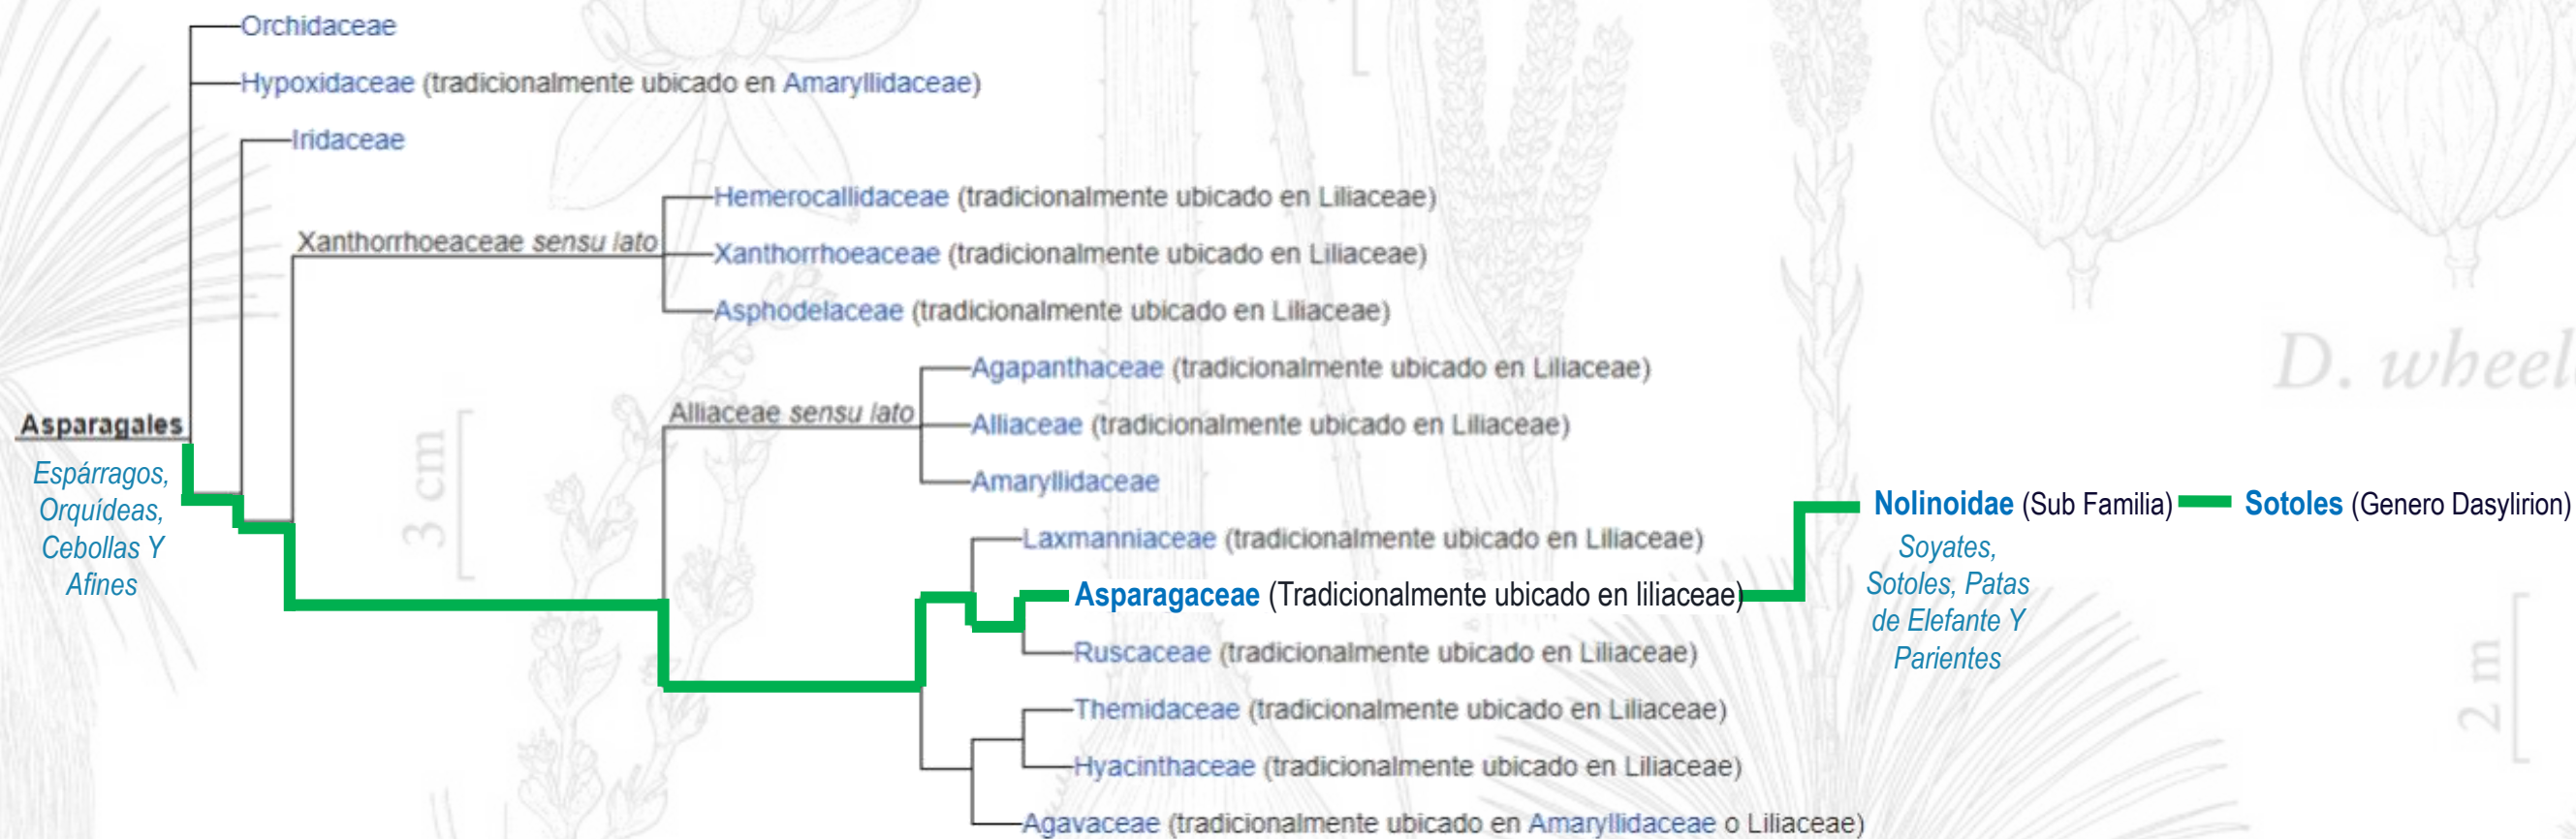 Orchidaceae
Hypoxidaceae (tradicionalmente ubicado en Amaryllidaceae)
Iridaceae
Hemerocallidaceae (tradicionalmente ubicado en Liliaceae)
Xanthorrhoeaceae sensu lato
Xanthorrhoeaceae (tradicionalmente ubicado en Liliaceae)
Asphodelaceae (tradicionalmente ubicado en Liliaceae)
Agapanthaceae (tradicionalmente ubicado en Liliaceae)
Alliaceae sensu lato
Alliaceae (tradicionalmente ubicado en Liliaceae)
Amaryllidaceae
Asparagales
Espárragos,
Orquídeas,
Cebollas Y
Afines
Laxmanniaceae (tradicionalmente ubicado en Liliaceae)
Asparagaceae (Tradicionalmente ubicado en liliaceae)
Ruscaceae (tradicionalmente ubicado en Liliaceae)
Themidaceae (tradicionalmente ubicado en Liliaceae)
Hyacinthaceae (tradicionalmente ubicado en Liliaceae)
Agavaceae (tradicionalmente ubicado en Amaryllidaceae o Liliaceae)
Nolinoidae (Sub Familia)
Soyates,
Sotoles, Patas
de Elefante Y
Parientes
Sotoles (Genero Dasylirion)
3 cm
D. wheel
2 m